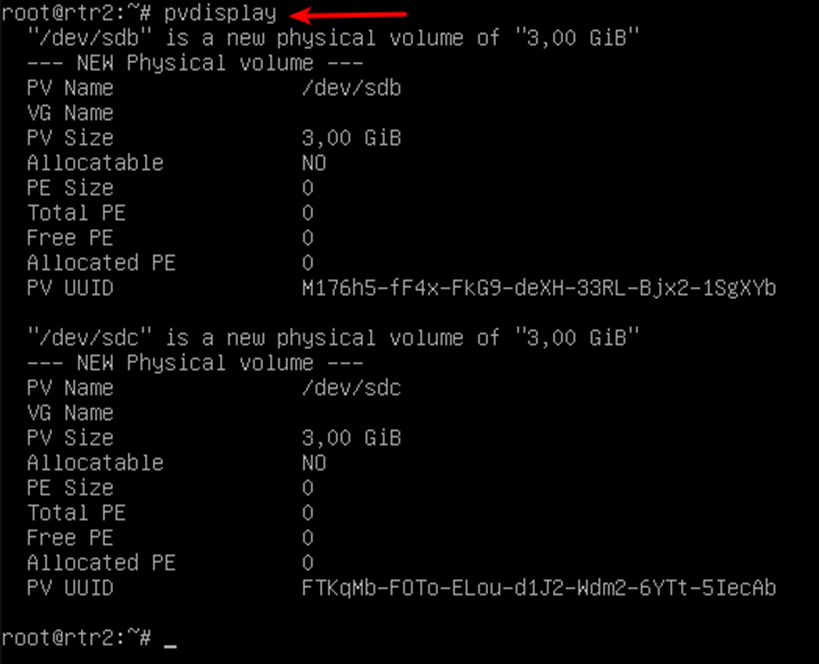 root@rtr2:~# pvdisplay
"/dev/sdb" is a new physical volume of "3,00 GiB"
--- NEW Physical volume ---
PV Name /dev/sdb
VG Name
PV Size 3,00 GiB
Allocatable NO
PE Size 0
Total PE 0
Free PE 0
Allocated PE 0
PV UUID M176h5-fF4x-FkG9-deXH-33RL-Bjx2-1SgXYb
"/dev/sdc" is a new physical volume of "3,00 GiB"
--- NEW Physical volume ---
PV Name /dev/sdc
VG Name
PV Size 3,00 GiB
Allocatable NO
PE Size 0
Total PE 0
Free PE 0
Allocated PE 0
PV UUID FTKqMb-FOTo-ELou-d1J2-Wdm2-6YTt-5IecAb
root@rtr2:~# _